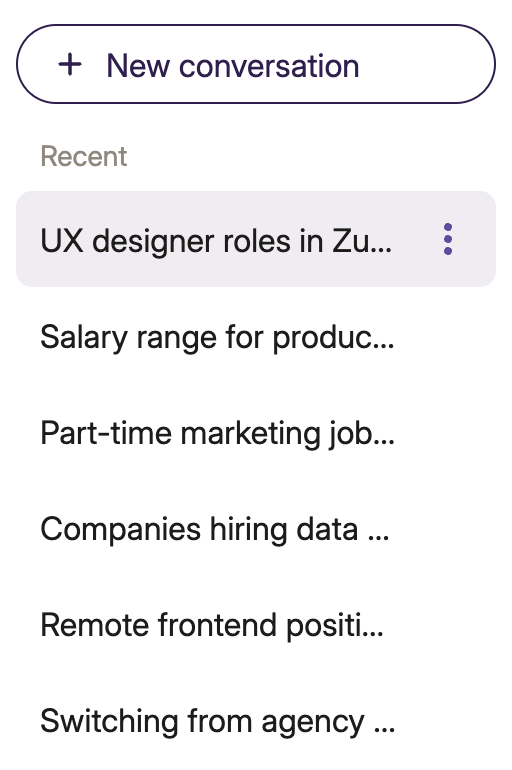 + New conversation
Recent
UX designer roles in Zu...
Salary range for produc...
Part-time marketing job...
Companies hiring data ...
Remote frontend positi...
Switching from agency ...